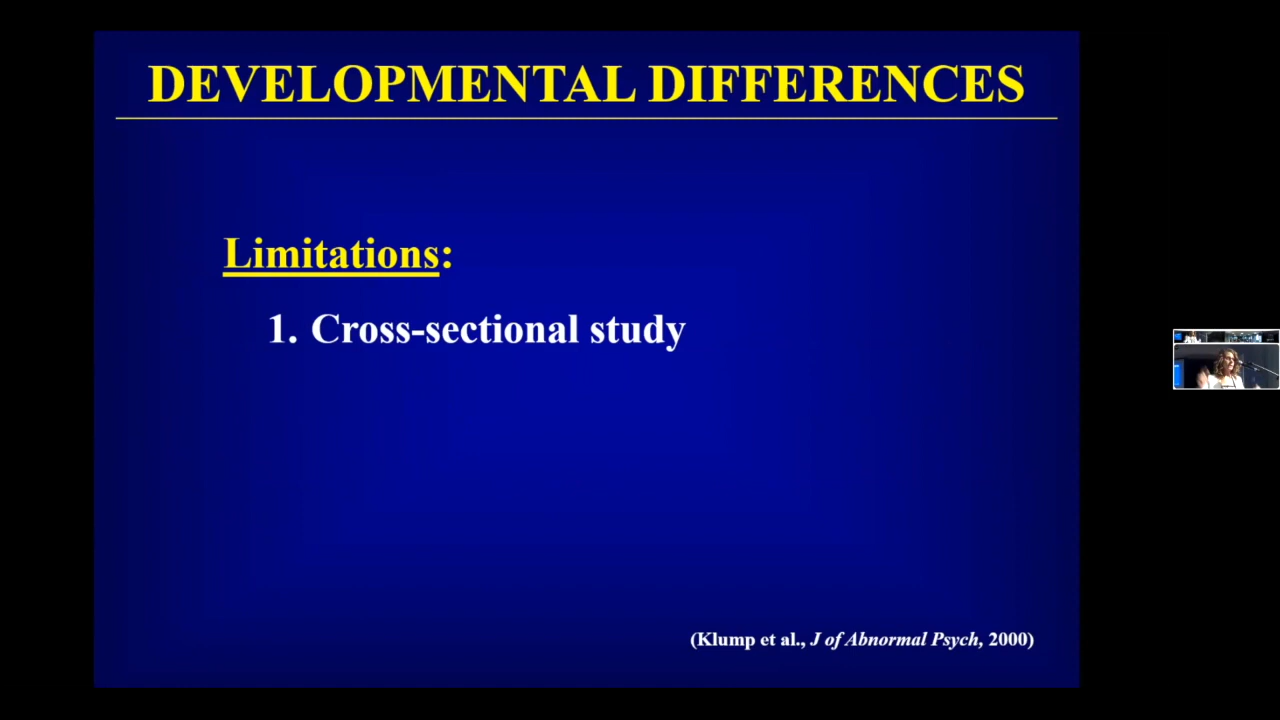 DEVELOPMENTAL DIFFERENCES
Limitations:
1. Cross-sectional study
(Klump et al., J of Abnormal Psych, 2000)